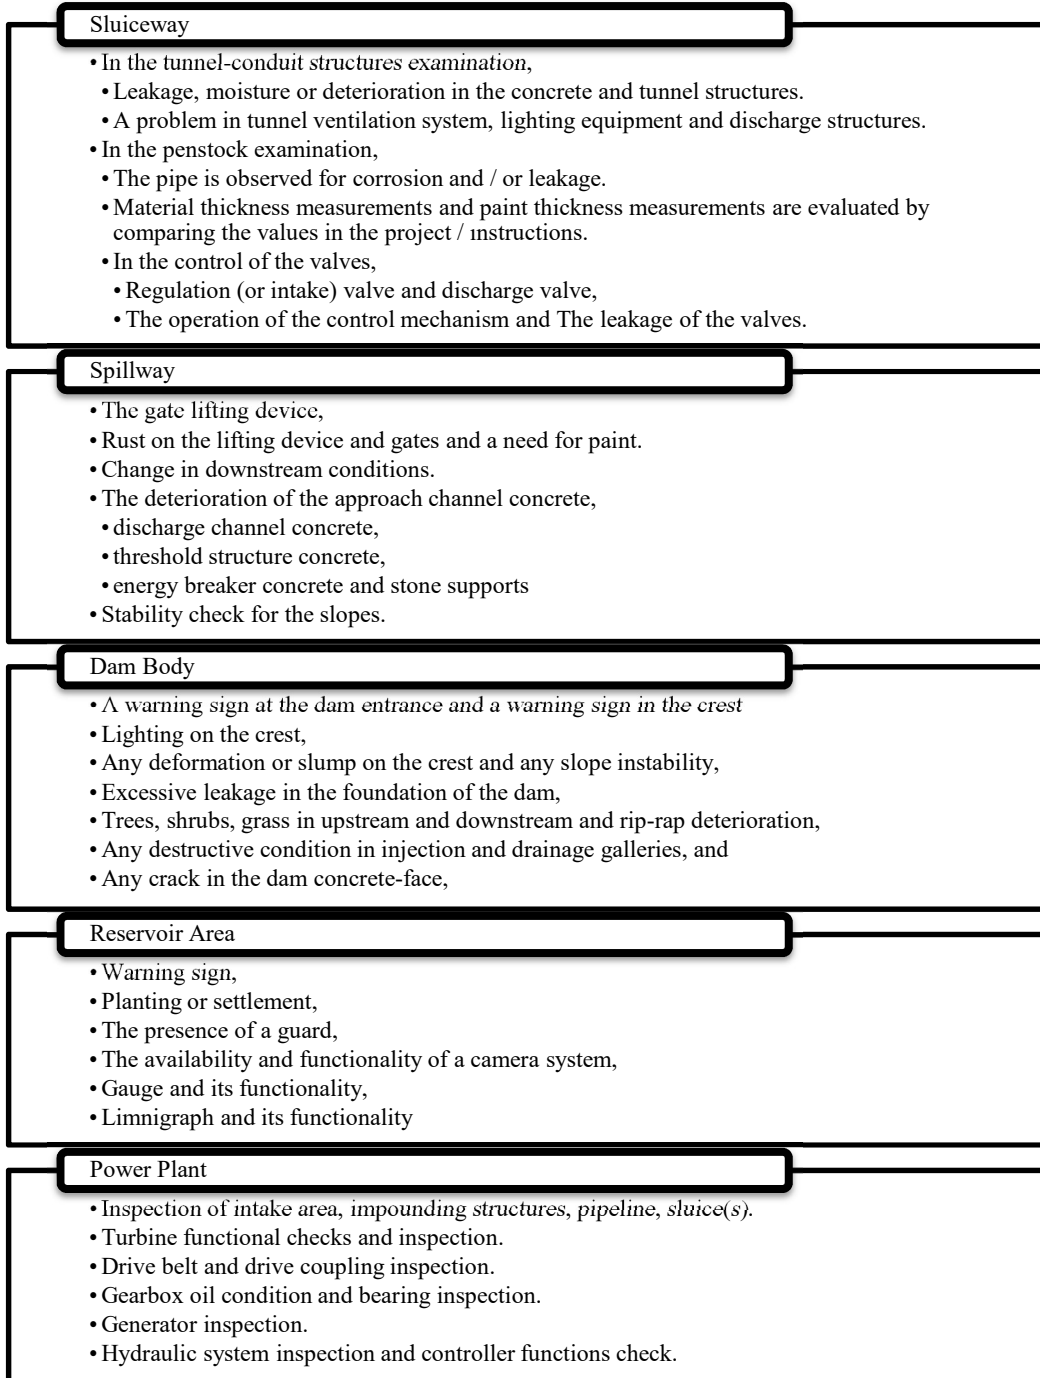 Sluiceway
• In the tunnel-conduit structures examination,
• Leakage, moisture or deterioration in the concrete and tunnel structures.
• A problem in tunnel ventilation system, lighting equipment and discharge structures.
• In the penstock examination,
• The pipe is observed for corrosion and / or leakage.
• Material thickness measurements and paint thickness measurements are evaluated by
comparing the values in the project / ınstructions.
• In the control of the valves,
• Regulation (or intake) valve and discharge valve,
• The operation of the control mechanism and The leakage of the valves.
Spillway
• The gate lifting device,
• Rust on the lifting device and gates and a need for paint.
• Change in downstream conditions.
• The deterioration of the approach channel concrete,
• discharge channel concrete,
• threshold structure concrete,
• energy breaker concrete and stone supports
• Stability check for the slopes.
Dam Body
• A warning sign at the dam entrance and a warning sign in the crest
• Lighting on the crest,
• Any deformation or slump on the crest and any slope instability,
• Excessive leakage in the foundation of the dam,
• Trees, shrubs, grass in upstream and downstream and rip-rap deterioration,
• Any destructive condition in injection and drainage galleries, and
• Any crack in the dam concrete-face,
Reservoir Area
• Warning sign,
• Planting or settlement,
• The presence of a guard,
• The availability and functionality of a camera system,
• Gauge and its functionality,
• Limnigraph and its functionality
Power Plant
• Inspection of intake area, impounding structures, pipeline, sluice(s).
• Turbine functional checks and inspection.
• Drive belt and drive coupling inspection.
• Gearbox oil condition and bearing inspection.
• Generator inspection.
• Hydraulic system inspection and controller functions check.